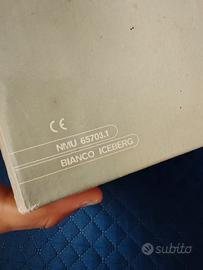 CE
NMU 65703.1
BIANCO ICEBERG
subito